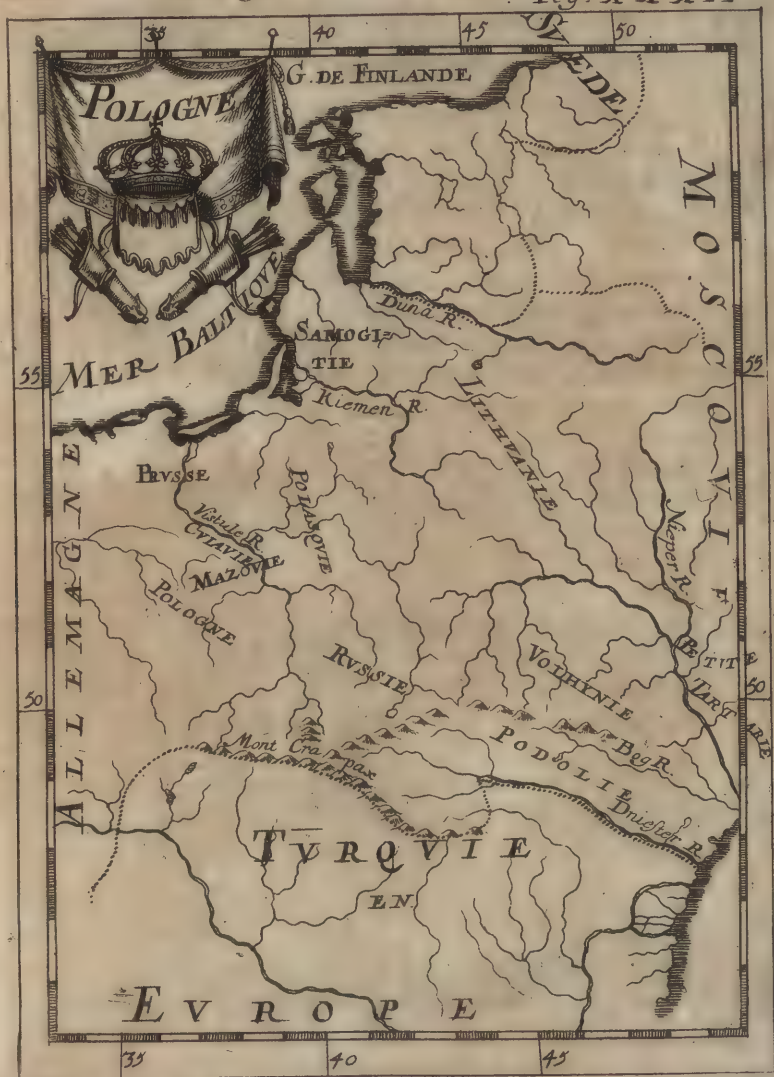 35
40
45
50
POLOGNE
G. DE FINLANDE
SVEDE
MOSCOVIE
Duna R.
MER BALTIQVE
SAMOGI=
TIE
55
55
Kiemen R.
LITHVANIE
PRVSSE
POLAQVIE
Nieper R.
Vistule R.
CVIAVIE
MAZOVIE
POLOGNE
ALLEMAGNE
RVSSIE
VOLHYNIE
PETITE
TARTARIE
50
50
Mont Crapax
PODOLIE
Bog R.
Dniester R.
TVRQVIE
EN
EVROPE
35
40
45